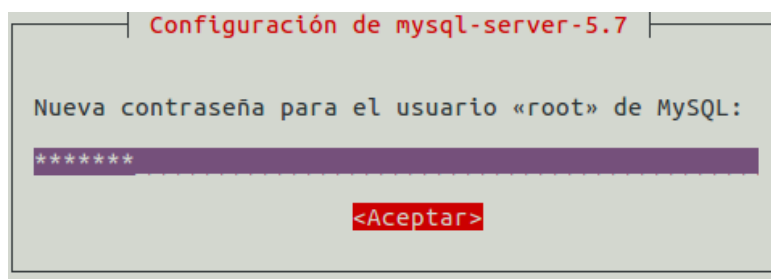 Configuración de mysql-server-5.7
Nueva contraseña para el usuario «root» de MySQL:
*******
<Aceptar>